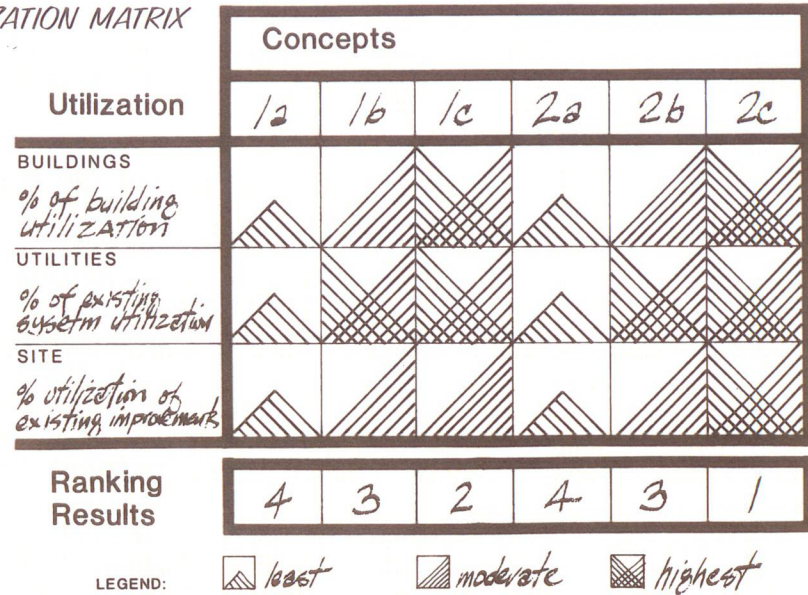 ZATION MATRIX
Concepts
Utilization
1a 1b 1c 2a 2b 2c
BUILDINGS
% of building
utilization
UTILITIES
% of existing
sysetm utilization
SITE
% utilization of
existing improvements
Ranking
Results
4 3 2 4 3 1
LEGEND: least moderate highest